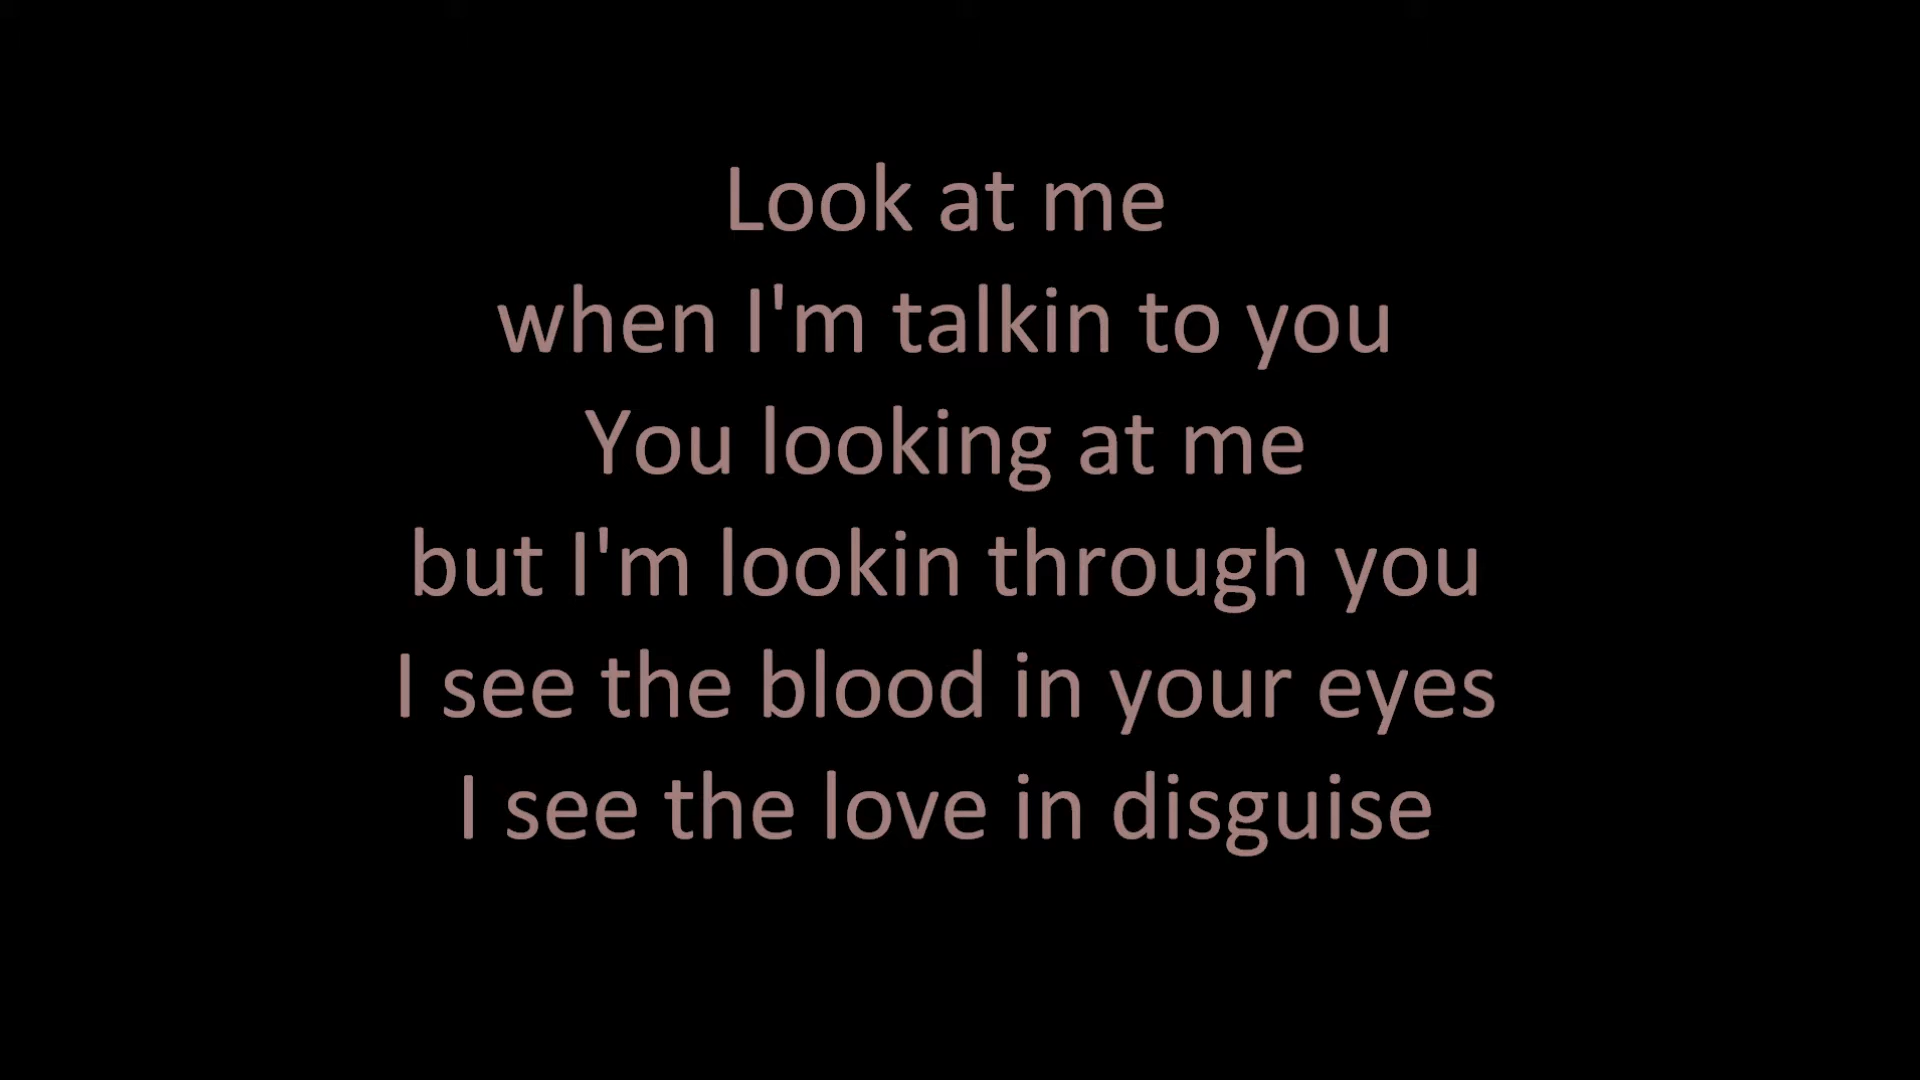 Look at me
when I'm talkin to you
You looking at me
but I'm lookin through you
I see the blood in your eyes
I see the love in disguise